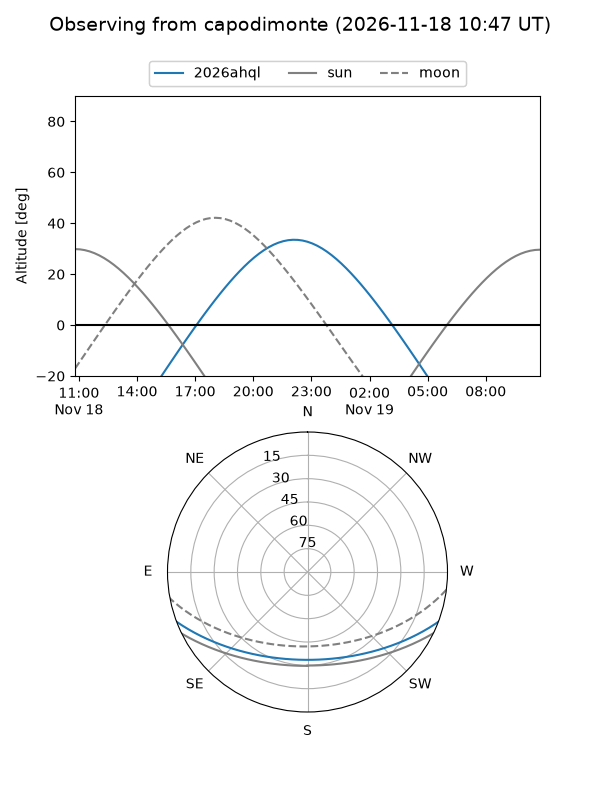 Observing from capodimonte (2026-11-18 10:47 UT)
2026ahql sun moon
Altitude [deg]
80
60
40
20
0
−20
11:00 14:00 17:00 20:00 23:00 02:00 05:00 08:00
Nov 18 Nov 19
N
NE NW
15
30
45
60
75
E W
SE SW
S